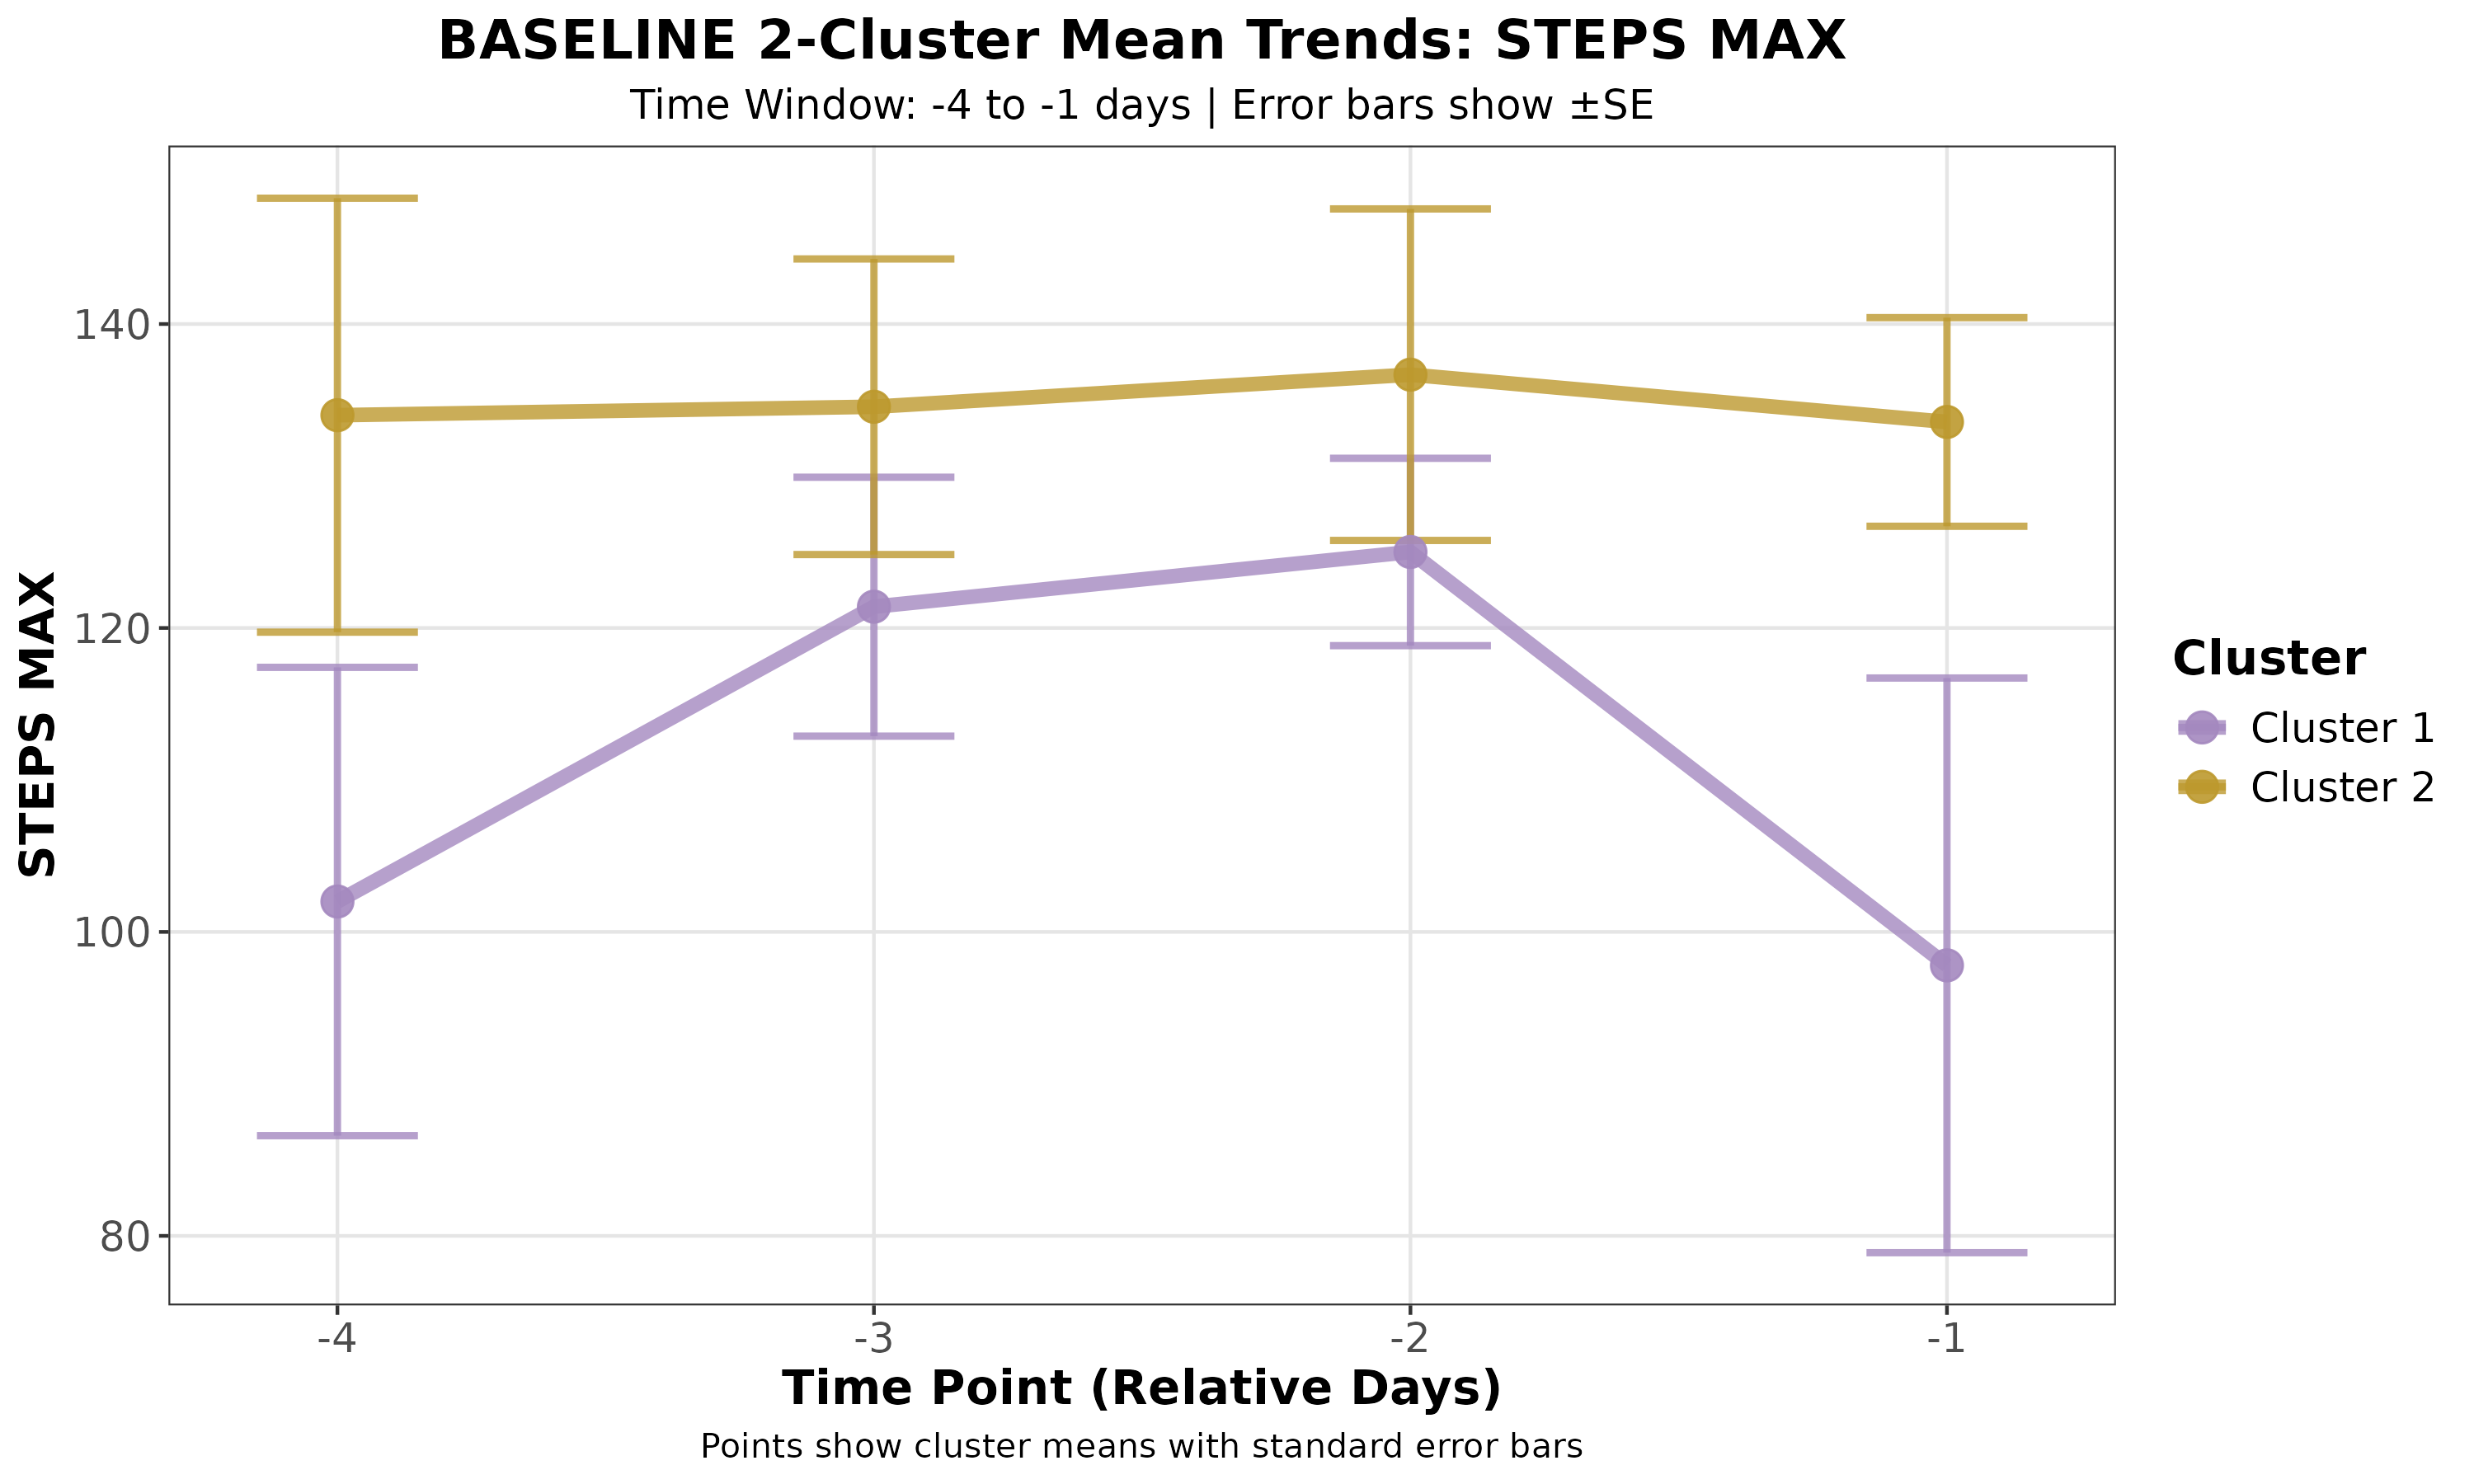 BASELINE 2-Cluster Mean Trends: STEPS MAX
Time Window: -4 to -1 days | Error bars show ±SE
STEPS MAX
140
120
100
80
-4
-3
-2
-1
Time Point (Relative Days)
Points show cluster means with standard error bars
Cluster
Cluster 1
Cluster 2